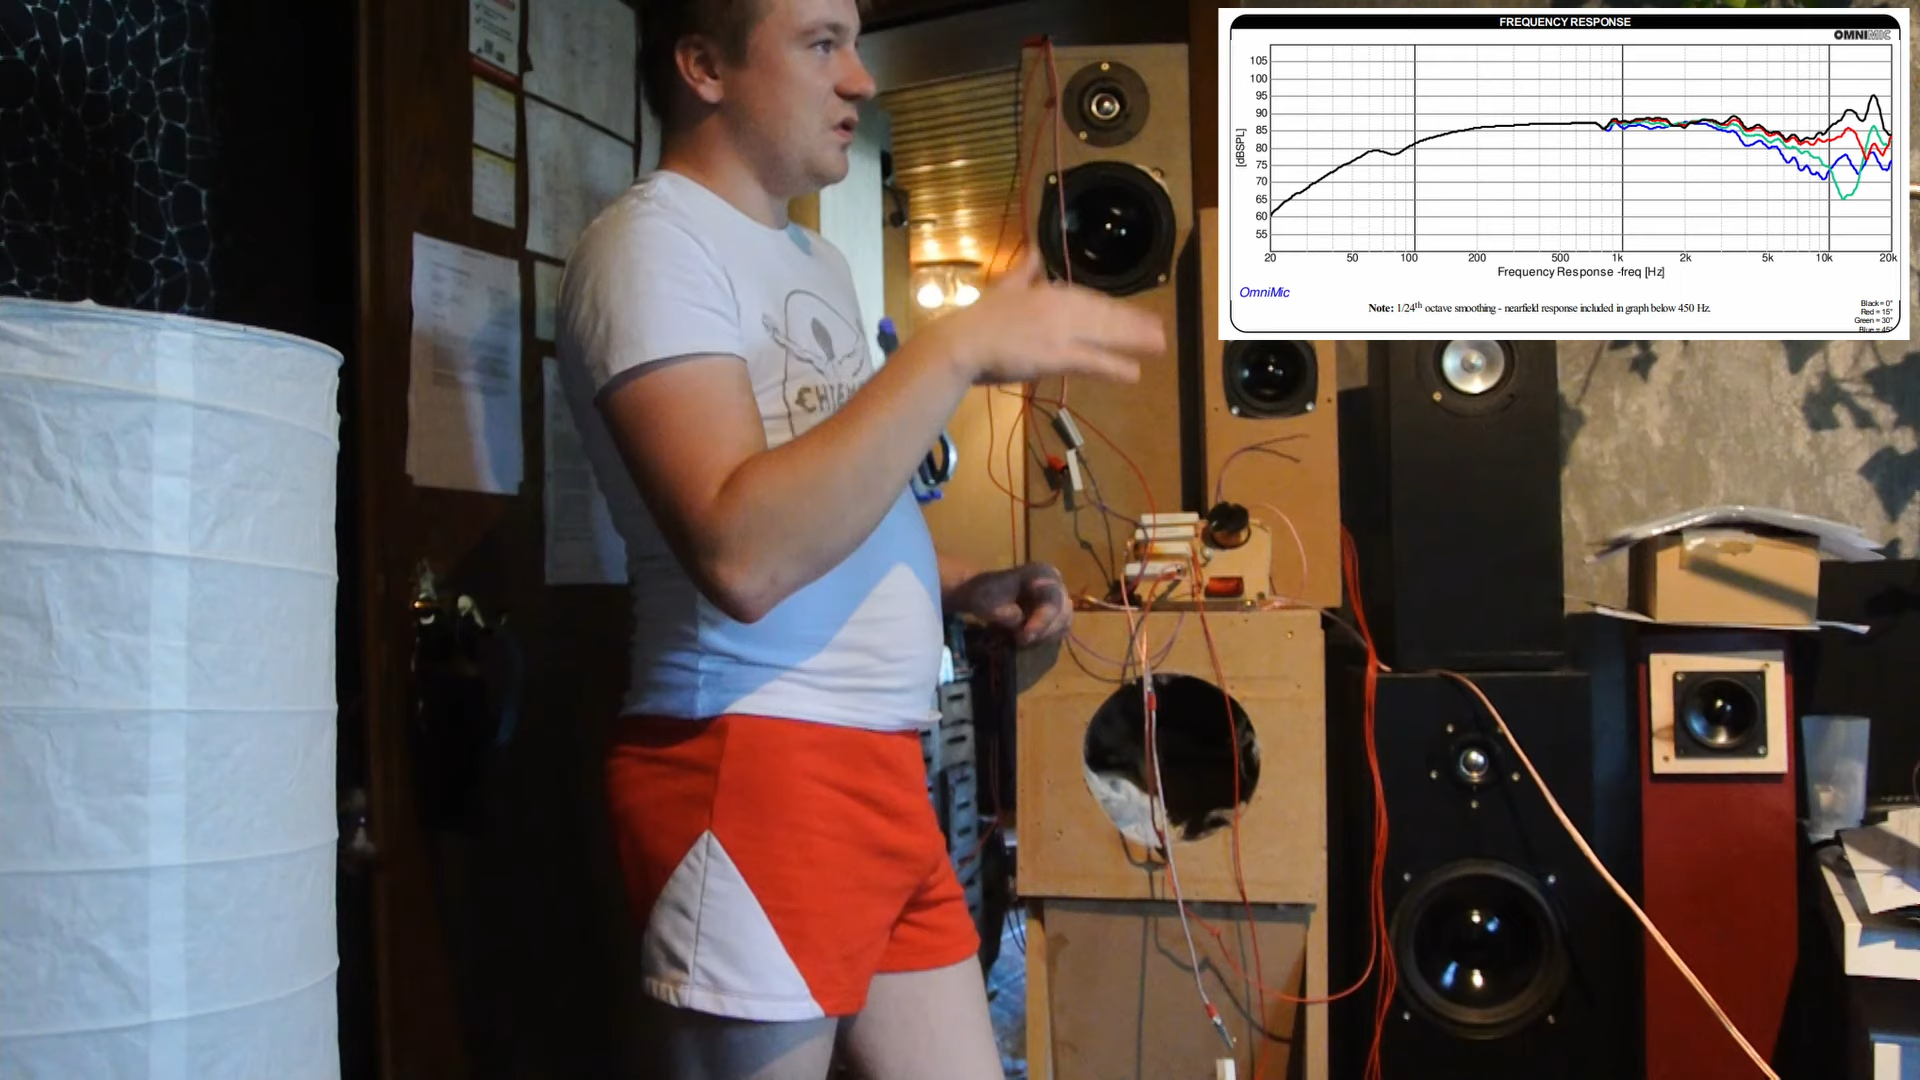 FREQUENCY RESPONSE
OMNIMIC
105
100
95
90
85
80
75
70
65
60
55
[dBSPL]
20 50 100 200 500 1k 2k 5k 10k 20k
Frequency Response -freq [Hz]
OmniMic
Note: 1/24th octave smoothing - nearfield response included in graph below 450 Hz.
Black = 0°
Red = 15°
Green = 30°
Blue = 45°